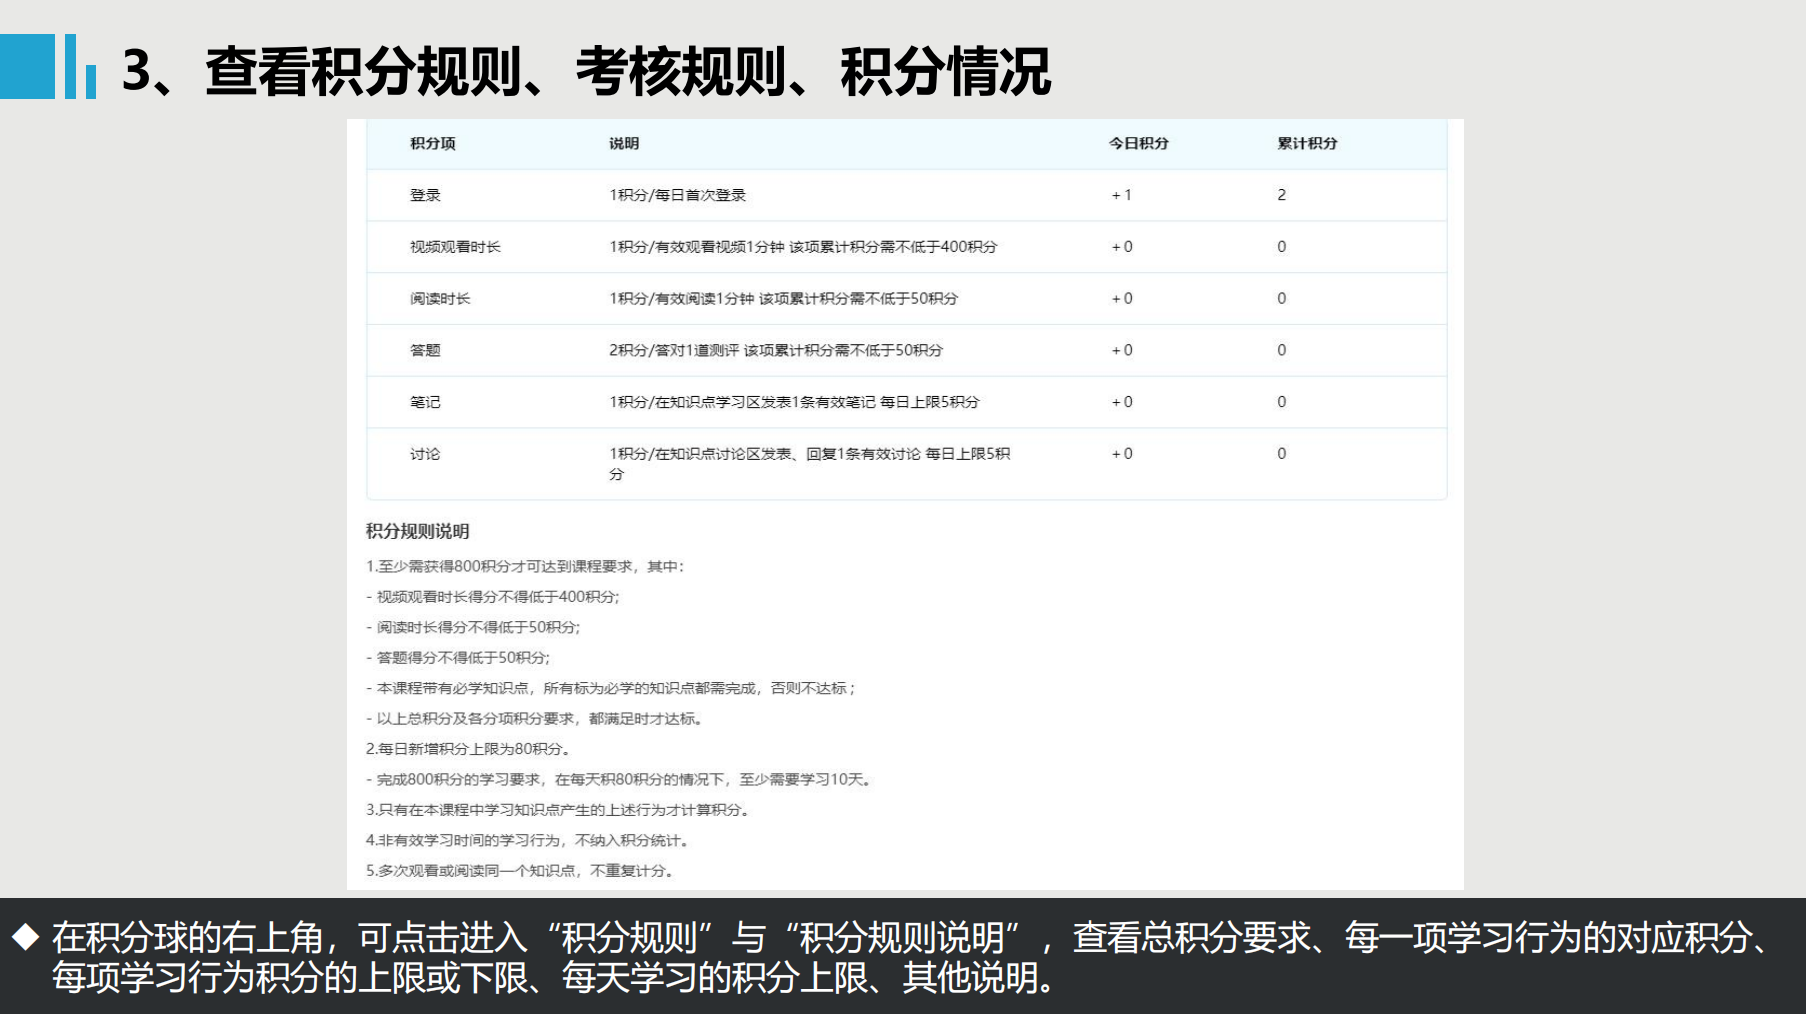 3、查看积分规则、考核规则、积分情况
积分项 说明 今日积分 累计积分
登录 1积分/每日首次登录 +1 2
视频观看时长 1积分/有效观看视频1分钟 该项累计积分需不低于400积分 +0 0
阅读时长 1积分/有效阅读1分钟 该项累计积分需不低于50积分 +0 0
答题 2积分/答对1道测评 该项累计积分需不低于50积分 +0 0
笔记 1积分/在知识点学习区发表1条有效笔记 每日上限5积分 +0 0
讨论 1积分/在知识点讨论区发表、回复1条有效讨论 每日上限5积 +0 0
分
积分规则说明
1.至少需获得800积分才可达到课程要求，其中：
- 视频观看时长得分不得低于400积分;
- 阅读时长得分不得低于50积分;
- 答题得分不得低于50积分;
- 本课程带有必学知识点，所有标为必学的知识点都需完成，否则不达标；
- 以上总积分及各分项积分要求，都满足时才达标。
2.每日新增积分上限为80积分。
- 完成800积分的学习要求，在每天积80积分的情况下，至少需要学习10天。
3.只有在本课程中学习知识点产生的上述行为才计算积分。
4.非有效学习时间的学习行为，不纳入积分统计。
5.多次观看或阅读同一个知识点，不重复计分。
◆ 在积分球的右上角，可点击进入“积分规则”与“积分规则说明”，查看总积分要求、每一项学习行为的对应积分、
每项学习行为积分的上限或下限、每天学习的积分上限、其他说明。